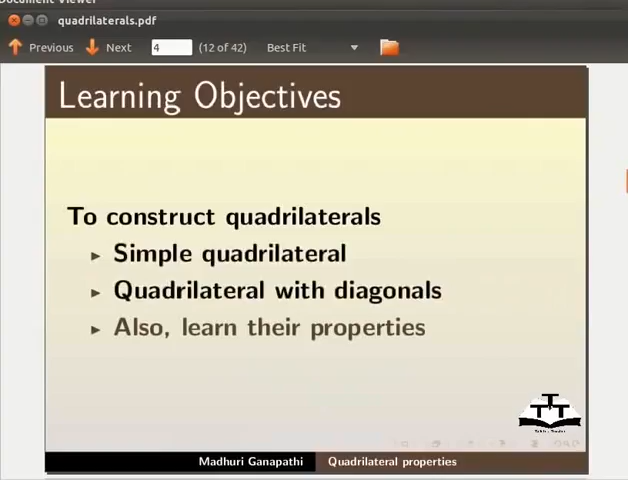 Document Viewer
quadrilaterals.pdf
Previous Next 4 (12 of 42) Best Fit
Learning Objectives
To construct quadrilaterals
Simple quadrilateral
Quadrilateral with diagonals
Also, learn their properties
Madhuri Ganapathi Quadrilateral properties